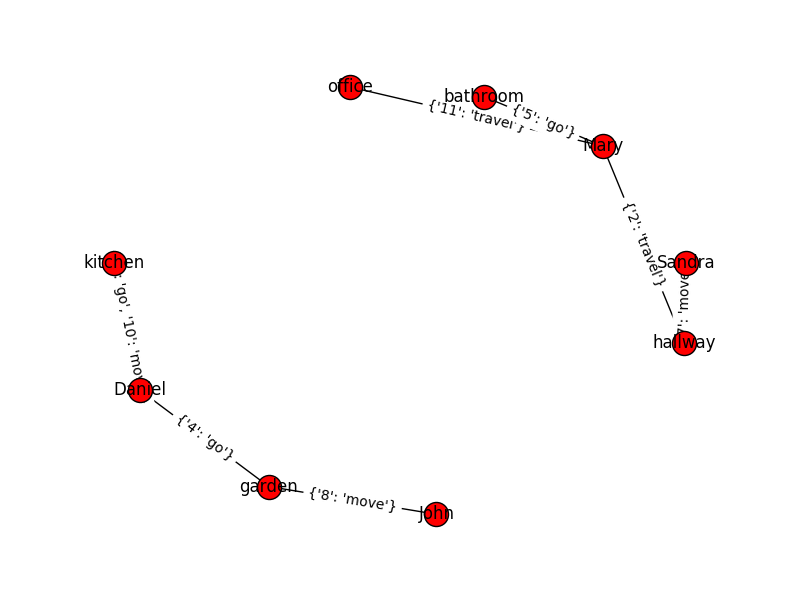 office
bathroom
{'11': 'travel'}
{'5': 'go'}
Mary
{'2': 'travel'}
kitchen
Sandra
'go', '10':
'move
hallway
Daniel
{'4': 'go'}
garden
{'8': 'move'}
John